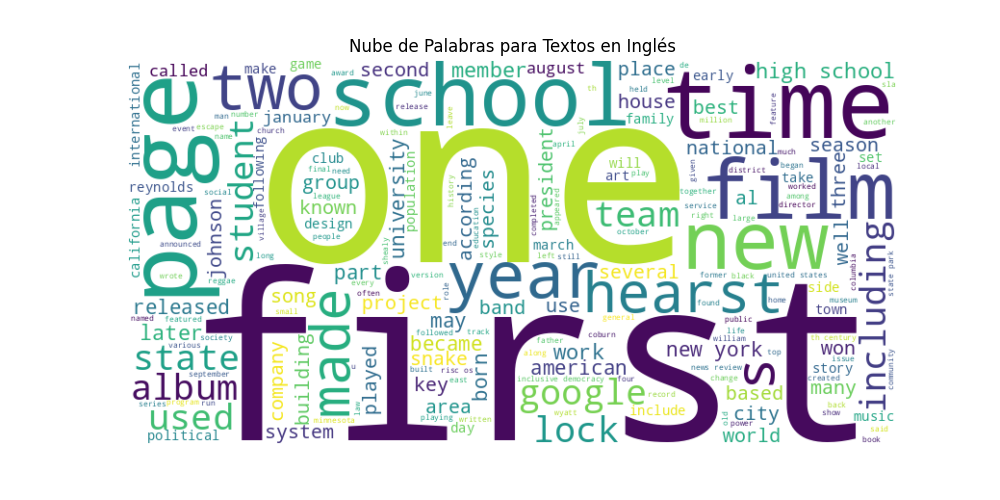 Nube de Palabras para Textos en Inglés
one
first
school
time
page
film
new
two
year
hearst
made
google
lock
state
album
used
student
team
including
s
called
make
game
second
award
member
august
place
level
de
early
high school
international
man
number
january
june
release
held
house
best
million
feature
sla
another
event
escape
name
church
now
leave
th
july
family
national
season
set
local
following
club
final
need
group
league
known
design
people
within
university
population
according
species
history
president
april
will
art
play
given
district
began
much
take
among
three
worked
director
together
service
al
right
large
well
reynolds
california
johnson
social
village
announced
wrote
reggae
long
shealy
end
education
style
completed
appeared
march
left
still
october
several
former
black
united states
side
columbia
state park
released
part
every
version
role
song
small
often
project
band
use
found
home
museum
town
may
named
featured
later
society
various
september
u
followed
track
coburn
father
general
public
life
william
top
th century
won
community
became
work
new york
issue
story
company
building
law
played
built
risc os
snake
east
born
american
along
news review
change
created
many
series
program
run
key
inclusive democracy
four
include
based
back
area
record
old
city
show
music
political
system
minnesota
playing
day
written
wyatt
power
world
said
book